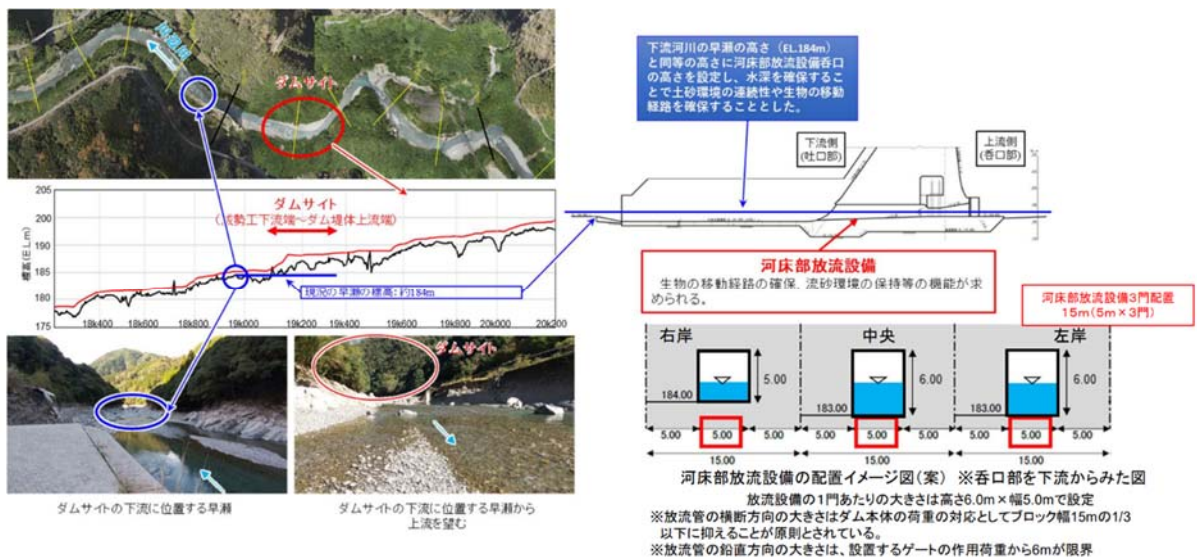 川辺川
ダムサイト
205
200
195
190
185
180
175
標高(E.L.m)
ダムサイト
(減勢工下流端~ダム堤体上流端)
現況の早瀬の標高:約184m
18k400
18k600
18k800
19k000
19k200
19k400
19k600
19k800
20k000
20k200
ダムサイト
ダムサイトの下流に位置する早瀬
ダムサイトの下流に位置する早瀬から
上流を望む
下流河川の早瀬の高さ(EL.184m)
と同等の高さに河床部放流設備呑口
の高さを設定し、水深を確保するこ
とで土砂環境の連続性や生物の移動
経路を確保することとした。
下流側
(吐口部)
上流側
(呑口部)
河床部放流設備
生物の移動経路の確保、流砂環境の保持等の機能が求
められる。
河床部放流設備3門配置
15m(5m×3門)
右岸
中央
左岸
5.00
6.00
6.00
184.00
183.00
183.00
5.00 5.00 5.00 5.00 5.00 5.00 5.00 5.00 5.00
15.00 15.00 15.00
河床部放流設備の配置イメージ図(案) ※呑口部を下流からみた図
放流設備の1門あたりの大きさは高さ6.0m×幅5.0mで設定
※放流管の横断方向の大きさはダム本体の荷重の対応としてブロック幅15mの1/3
以下に抑えることが原則とされている。
※放流管の鉛直方向の大きさは、設置するゲートの作用荷重から6mが限界